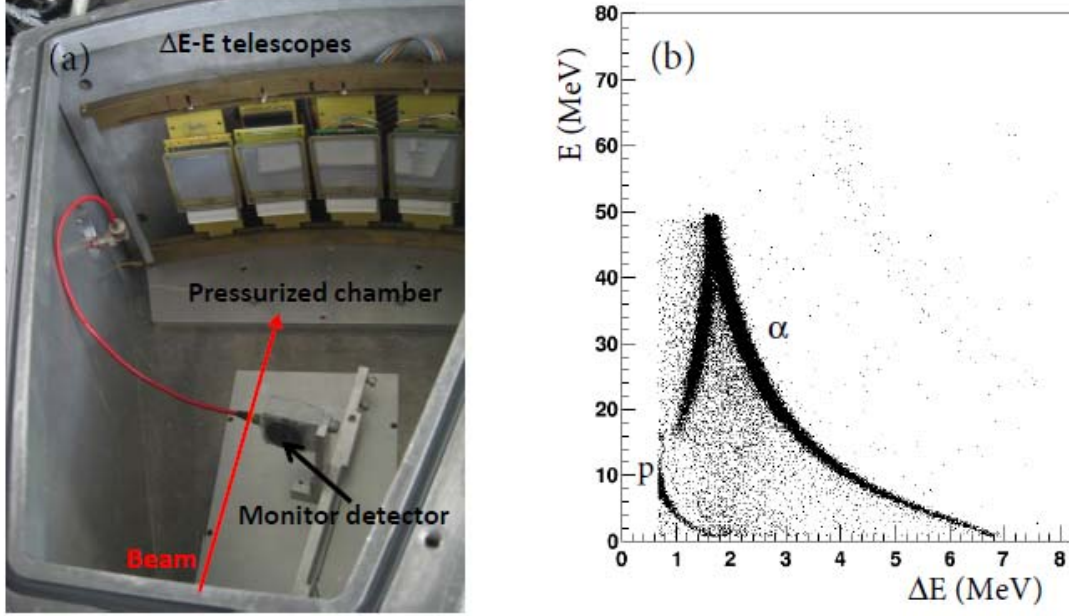 (a)
ΔE-E telescopes
Pressurized chamber
Monitor detector
Beam
(b)
E (MeV)
80
70
60
50
40
30
20
10
0
α
p
0 1 2 3 4 5 6 7 8
ΔE (MeV)